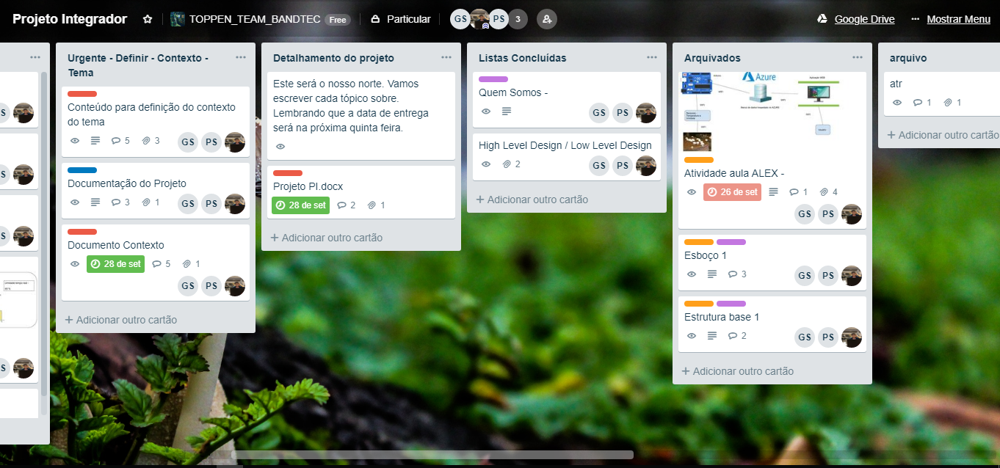 Projeto Integrador
TOPPEN_TEAM_BANDTEC Free
Particular
GS PS 3
Google Drive
Mostrar Menu
S
S
S
S
Urgente - Definir - Contexto -
Tema
Conteúdo para definição do contexto
do tema
5 3 GS PS
Documentação do Projeto
3 1 GS PS
Documento Contexto
28 de set 5 1
GS PS
+ Adicionar outro cartão
Detalhamento do projeto
Este será o nosso norte. Vamos
escrever cada tópico sobre.
Lembrando que a data de entrega
será na próxima quinta feira.
Projeto PI.docx
28 de set 2 1
+ Adicionar outro cartão
Listas Concluídas
Quem Somos -
GS PS
High Level Design / Low Level Design
2 GS PS
+ Adicionar outro cartão
Arquivados
Azure
Atividade aula ALEX -
26 de set 1 4
GS PS
Esboço 1
3 GS PS
Estrutura base 1
2 GS PS
+ Adicionar outro cartão
arquivo
atr
1 1
+ Adicionar outro cartão